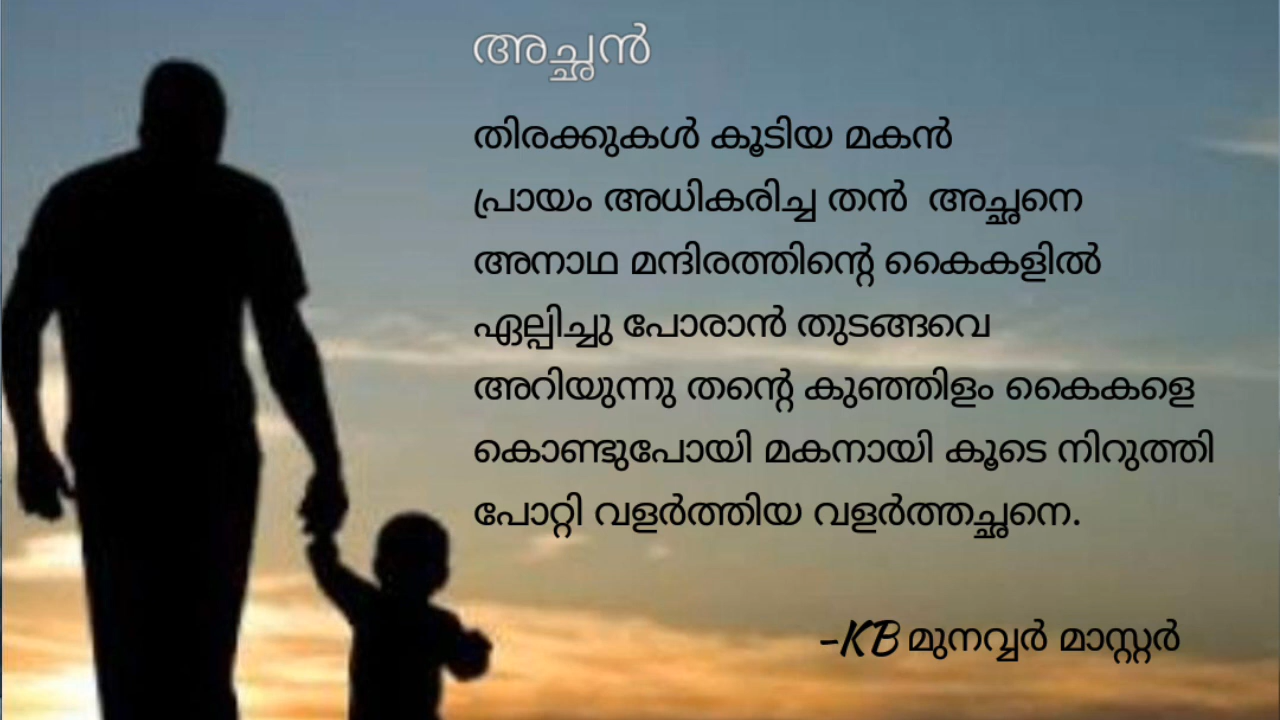 അച്ഛൻ
തിരക്കുകൾ കൂടിയ മകൻ
പ്രായം അധികരിച്ച തൻ അച്ഛനെ
അനാഥ മന്ദിരത്തിന്റെ കൈകളിൽ
ഏല്പിച്ചു പോരാൻ തുടങ്ങവെ
അറിയുന്നു തന്റെ കുഞ്ഞിളം കൈകളെ
കൊണ്ടുപോയി മകനായി കൂടെ നിറുത്തി
പോറ്റി വളർത്തിയ വളർത്തച്ഛനെ.
-KB മുനവ്വർ മാസ്റ്റർ